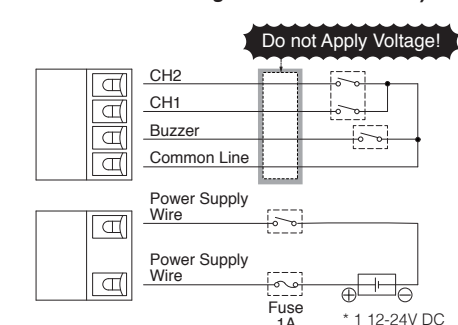 Do not Apply Voltage!
CH2
CH1
Buzzer
Common Line
Power Supply
Wire
Power Supply
Wire
Fuse
1A
* 1 12-24V DC